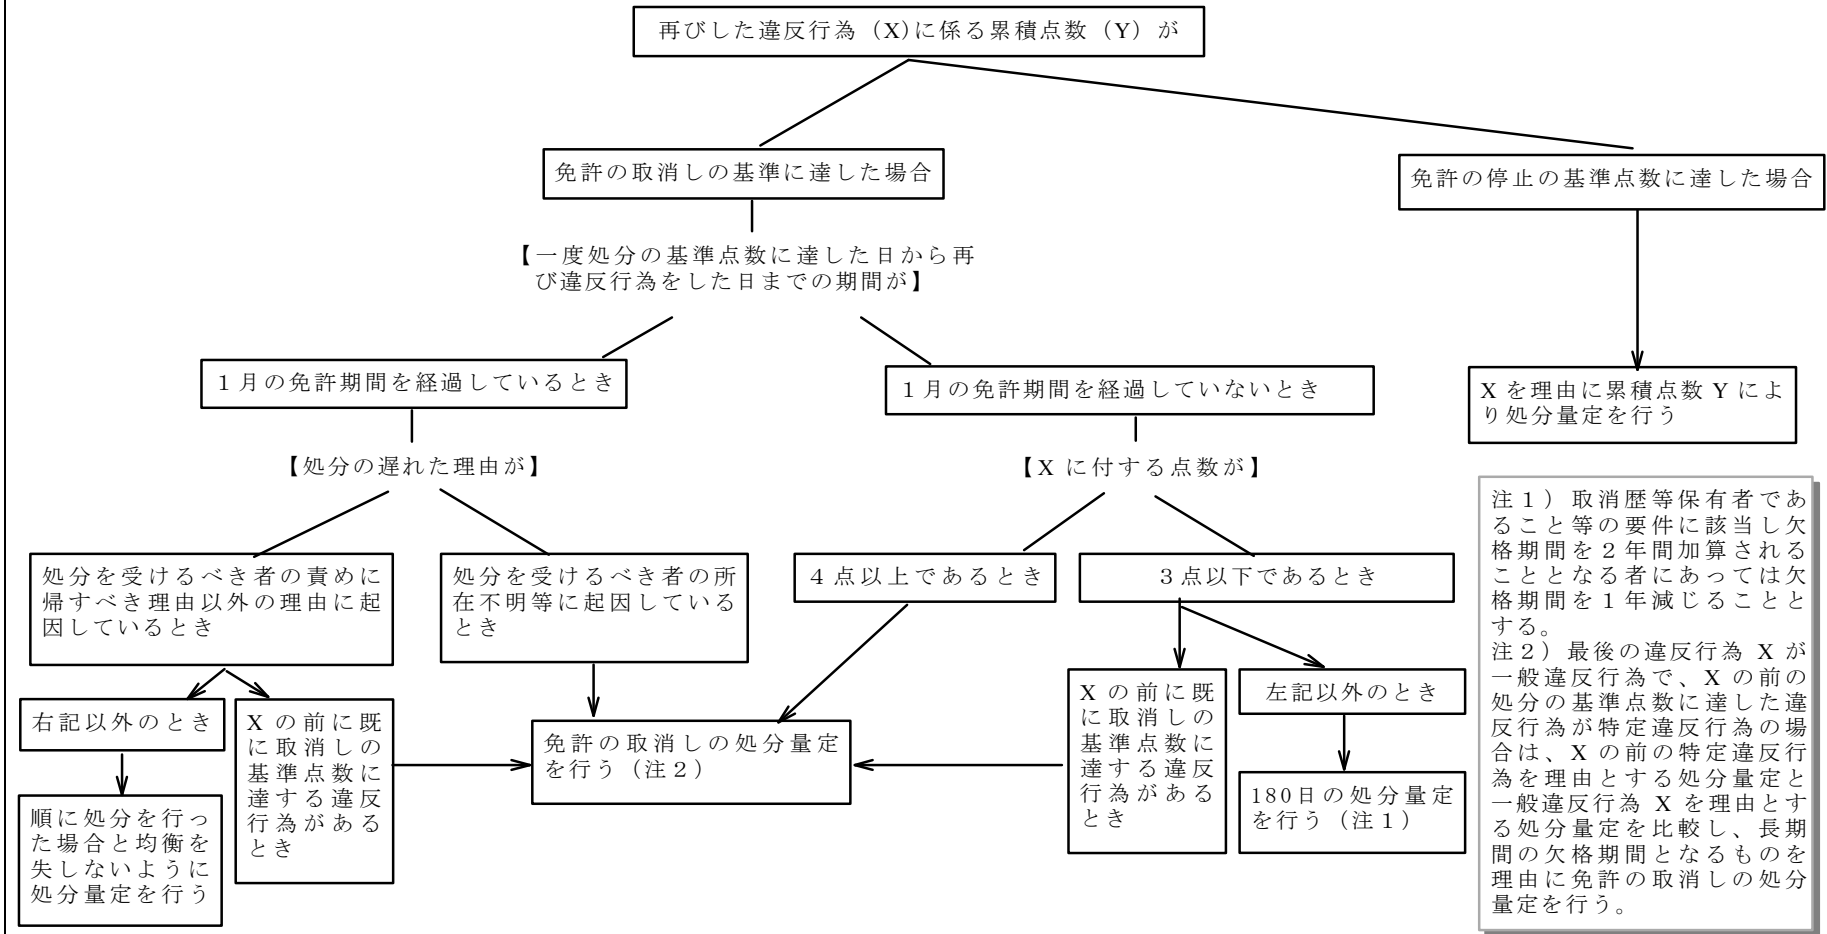 再びした違反行為（X)に係る累積点数（Y）が
免許の取消しの基準に達した場合
免許の停止の基準点数に達した場合
【一度処分の基準点数に達した日から再
び違反行為をした日までの期間が】
１月の免許期間を経過しているとき
１月の免許期間を経過していないとき
X を理由に累積点数 Y によ
り処分量定を行う
【処分の遅れた理由が】
【X に付する点数が】
処分を受けるべき者の責めに
帰すべき理由以外の理由に起
因しているとき
処分を受けるべき者の所
在不明等に起因している
とき
４点以上であるとき
３点以下であるとき
右記以外のとき
X の前に既
に取消しの
基準点数に
達する違反
行為がある
とき
免許の取消しの処分量定
を行う（注２）
X の前に既
に取消しの
基準点数に
達する違反
行為がある
とき
左記以外のとき
順に処分を行っ
た場合と均衡を
失しないように
処分量定を行う
180日の処分量定
を行う（注１）
注１）取消歴等保有者であ
ること等の要件に該当し欠
格期間を２年間加算される
こととなる者にあっては欠
格期間を１年減じることと
する。
注２）最後の違反行為 X が
一般違反行為で、X の前の
処分の基準点数に達した違
反行為が特定違反行為の場
合は、X の前の特定違反行
為を理由とする処分量定と
一般違反行為 X を理由とす
る処分量定を比較し、長期
間の欠格期間となるものを
理由に免許の取消しの処分
量定を行う。